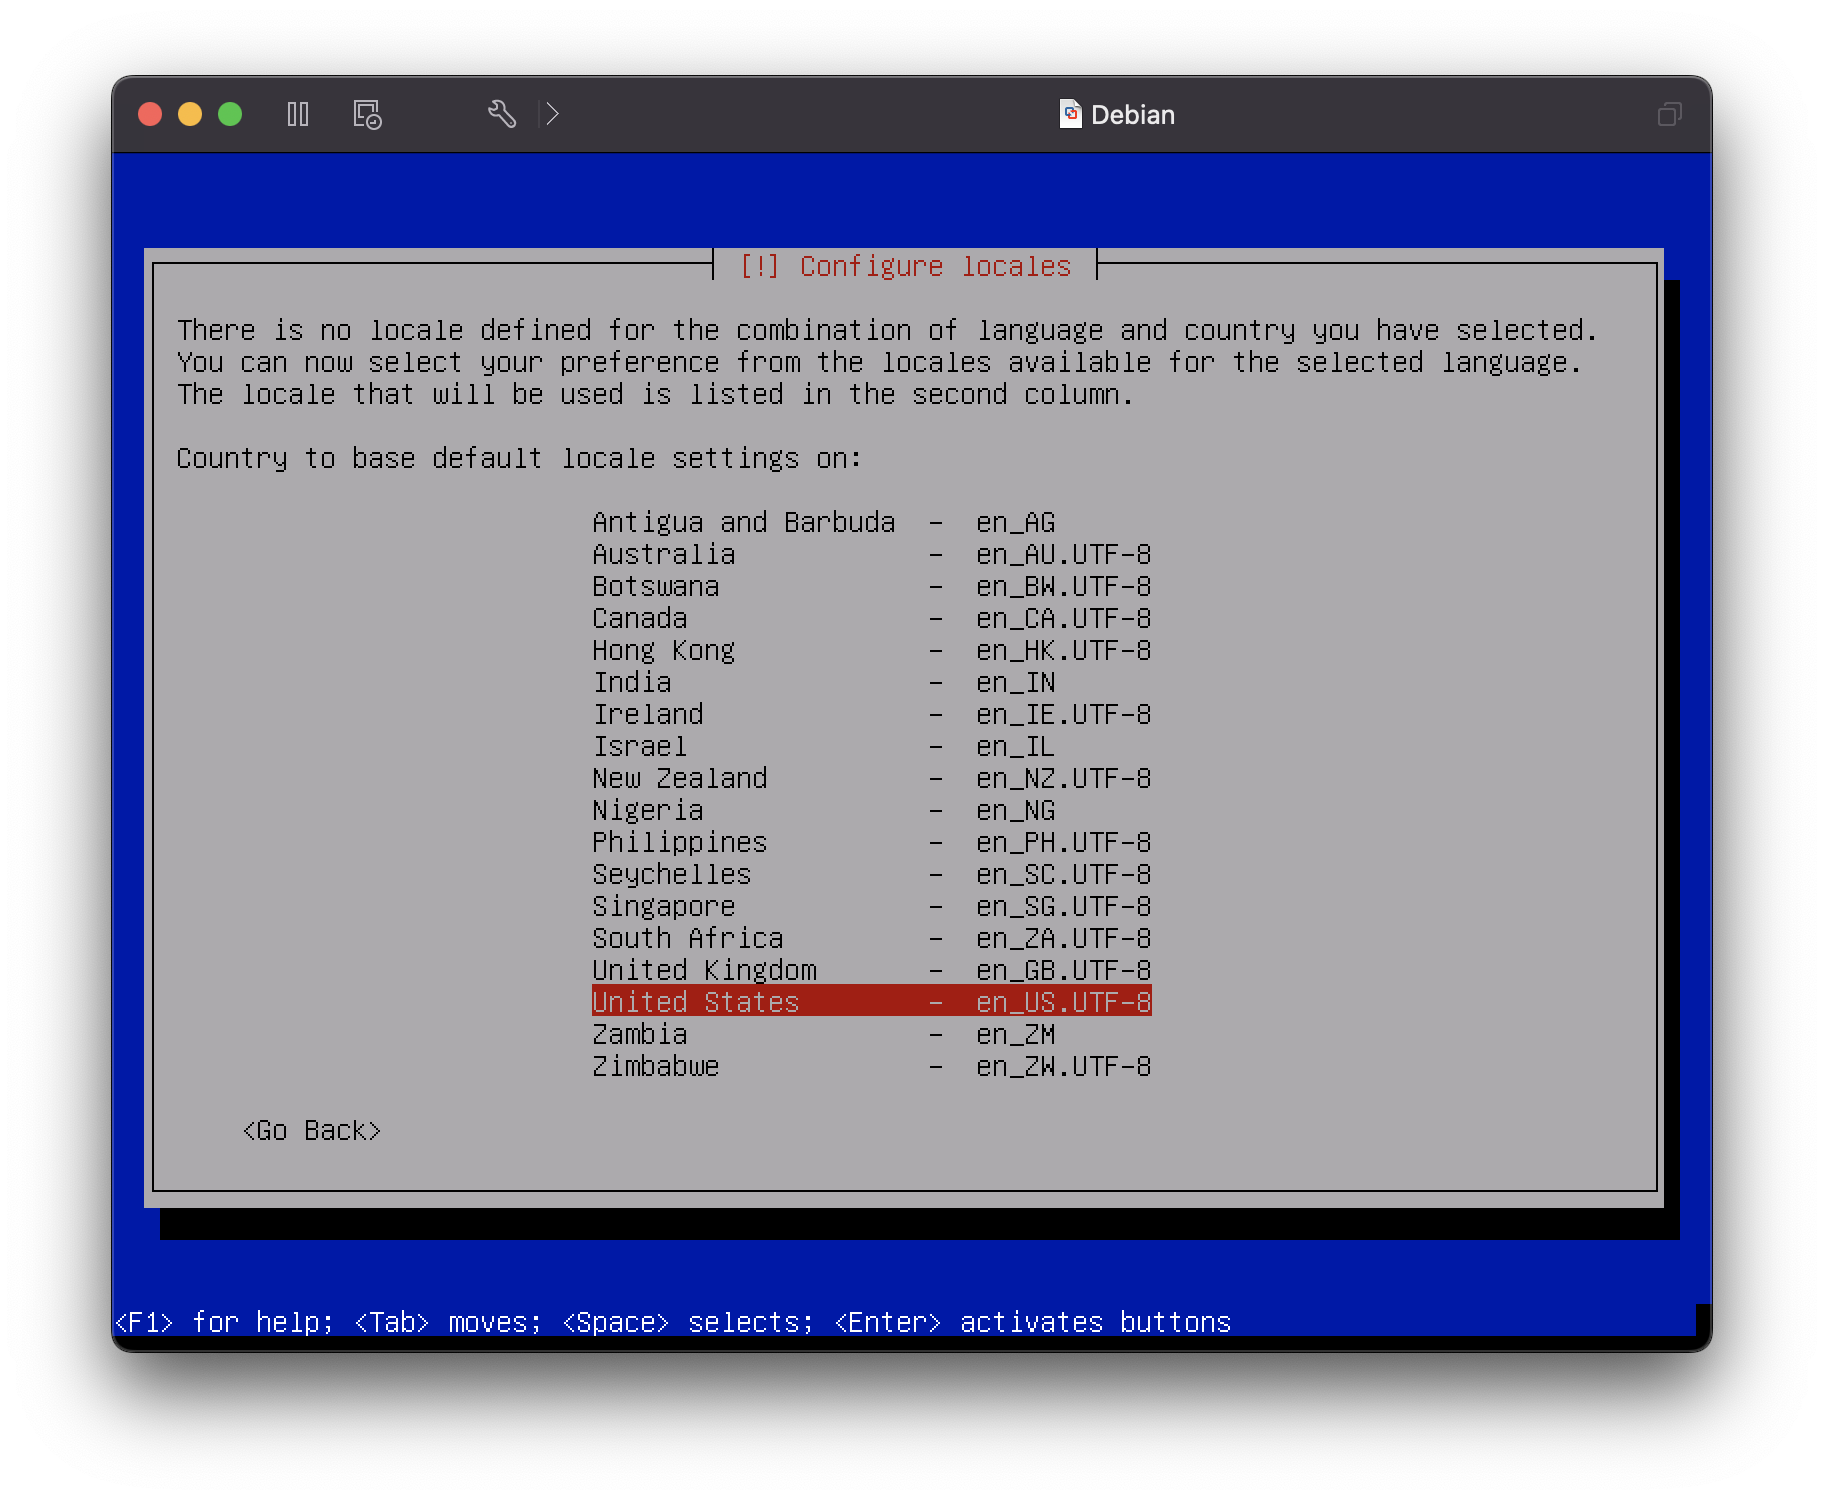 Debian
[!] Configure locales
There is no locale defined for the combination of language and country you have selected.
You can now select your preference from the locales available for the selected language.
The locale that will be used is listed in the second column.
Country to base default locale settings on:
Antigua and Barbuda - en_AG
Australia - en_AU.UTF-8
Botswana - en_BW.UTF-8
Canada - en_CA.UTF-8
Hong Kong - en_HK.UTF-8
India - en_IN
Ireland - en_IE.UTF-8
Israel - en_IL
New Zealand - en_NZ.UTF-8
Nigeria - en_NG
Philippines - en_PH.UTF-8
Seychelles - en_SC.UTF-8
Singapore - en_SG.UTF-8
South Africa - en_ZA.UTF-8
United Kingdom - en_GB.UTF-8
United States - en_US.UTF-8
Zambia - en_ZM
Zimbabwe - en_ZW.UTF-8
<Go Back>
<F1> for help; <Tab> moves; <Space> selects; <Enter> activates buttons